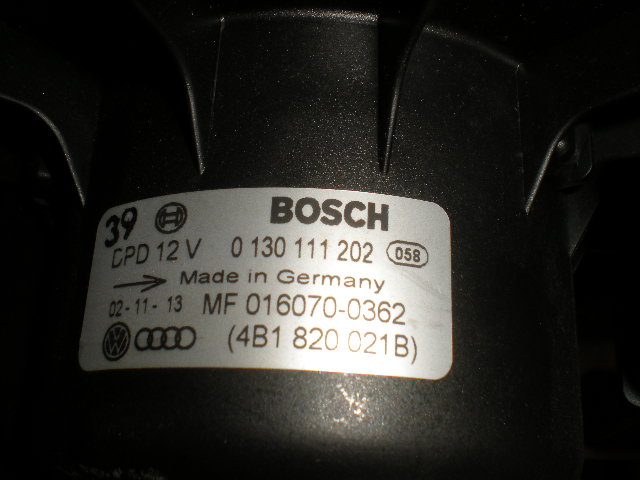 39 BOSCH
CPD 12 V 0 130 111 202 058
Made in Germany
02-11-13 MF 016070-0362
VW (4B1 820 021B)